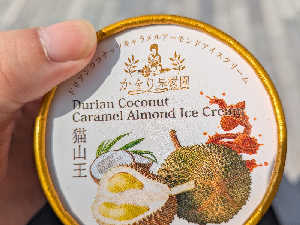 ドリアンココナッツキャラメルアーモンドアイスクリーム
Durian Coconut
Caramel Almond Ice Cream
猫山王